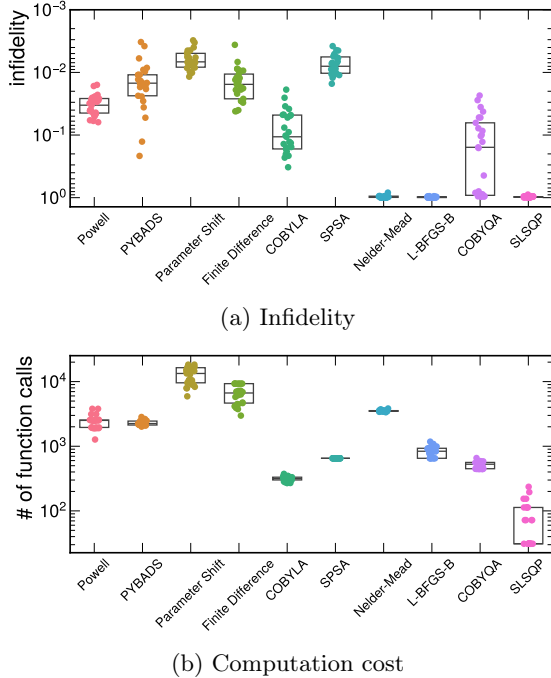 infidelity
10⁻³
10⁻²
10⁻¹
10⁰
Powell
PYBADS
Parameter Shift
Finite Difference
COBYLA
SPSA
Nelder-Mead
L-BFGS-B
COBYQA
SLSQP
(a) Infidelity
# of function calls
10⁴
10³
10²
Powell
PYBADS
Parameter Shift
Finite Difference
COBYLA
SPSA
Nelder-Mead
L-BFGS-B
COBYQA
SLSQP
(b) Computation cost